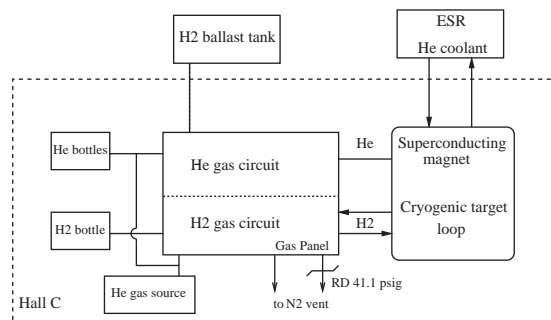 ESR
H2 ballast tank
He coolant
He bottles
He gas circuit
He
Superconducting
magnet
H2 bottle
H2 gas circuit
H2
Cryogenic target
loop
Gas Panel
He gas source
RD 41.1 psig
to N2 vent
Hall C